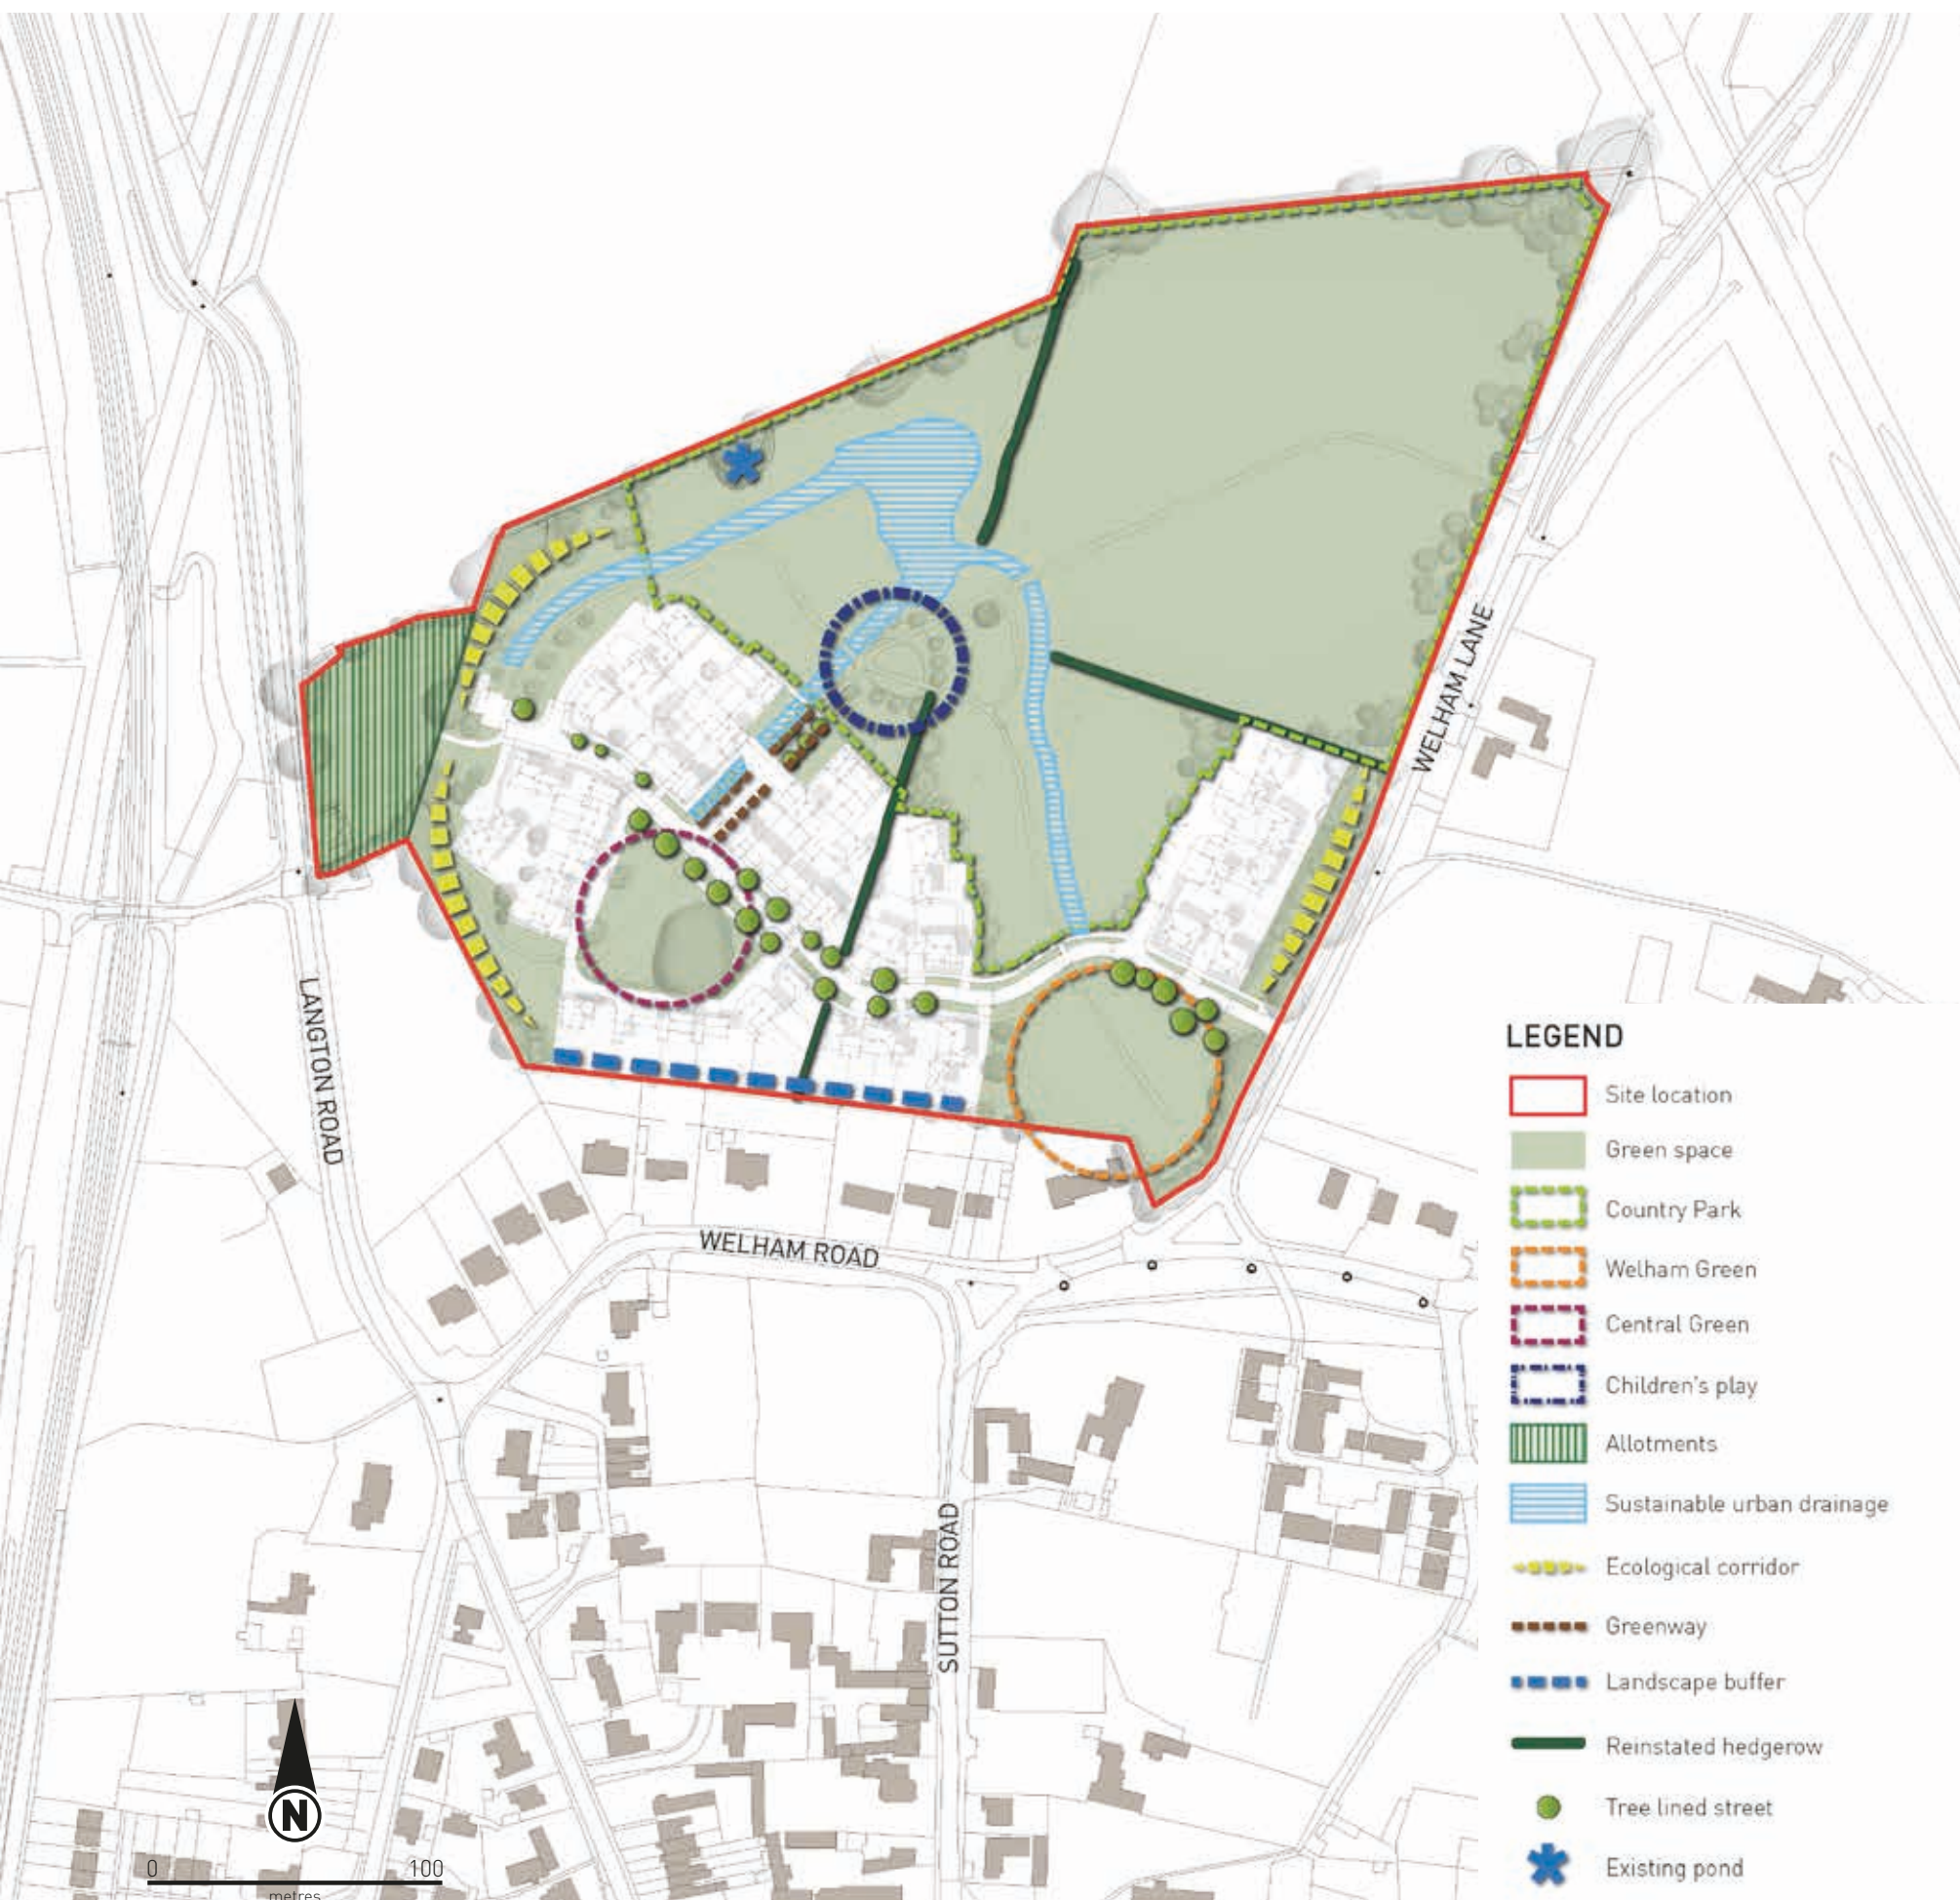 WELHAM LANE
LANGTON ROAD
WELHAM ROAD
SUTTON ROAD
LEGEND
Site location
Green space
Country Park
Welham Green
Central Green
Children's play
Allotments
Sustainable urban drainage
Ecological corridor
Greenway
Landscape buffer
Reinstated hedgerow
Tree lined street
Existing pond
N
0 100
metres